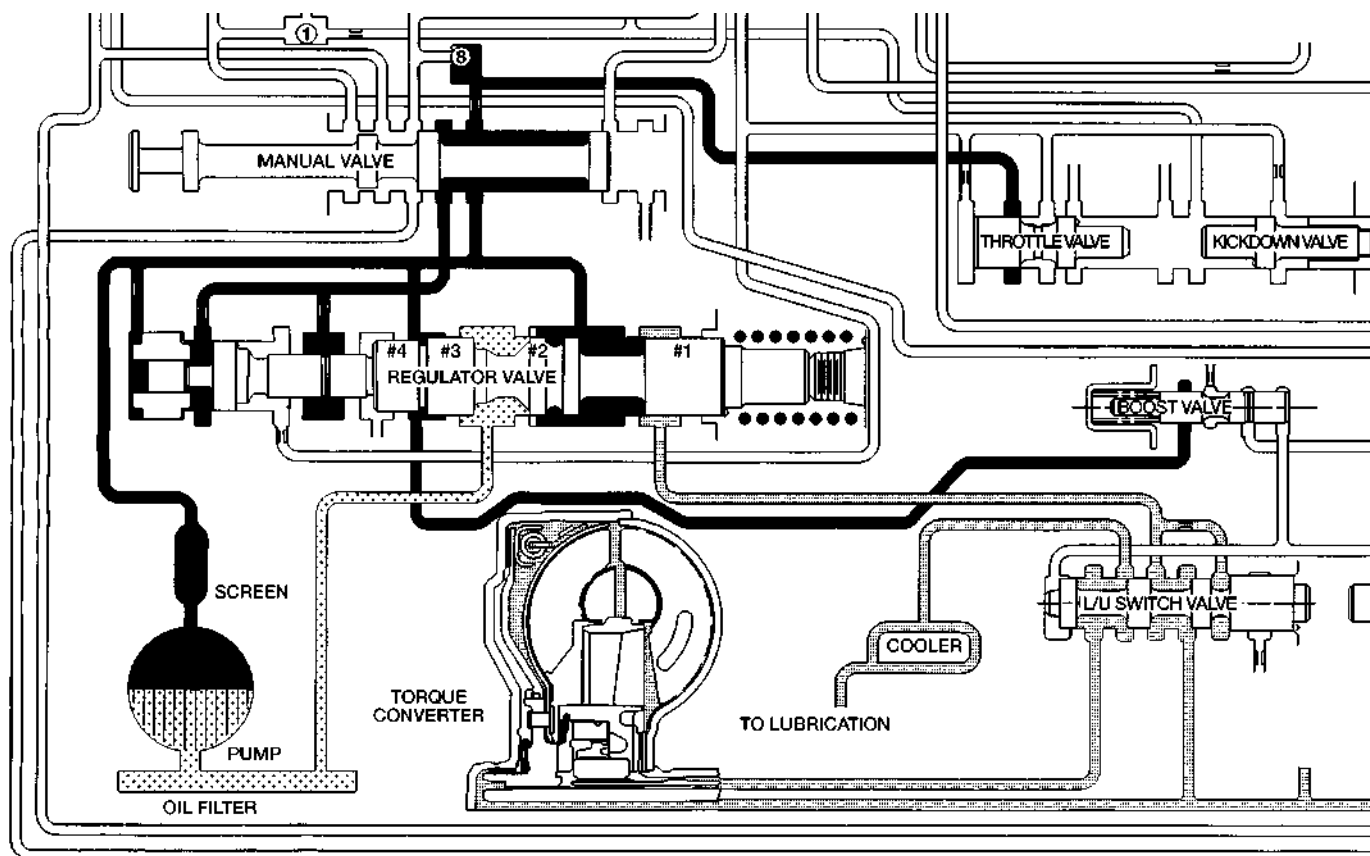 1
8
MANUAL VALVE
THROTTLE VALVE
KICKDOWN VALVE
#4
#3
#2
#1
REGULATOR VALVE
BOOST VALVE
SCREEN
L/U SWITCH VALVE
COOLER
TORQUE
CONVERTER
TO LUBRICATION
PUMP
OIL FILTER